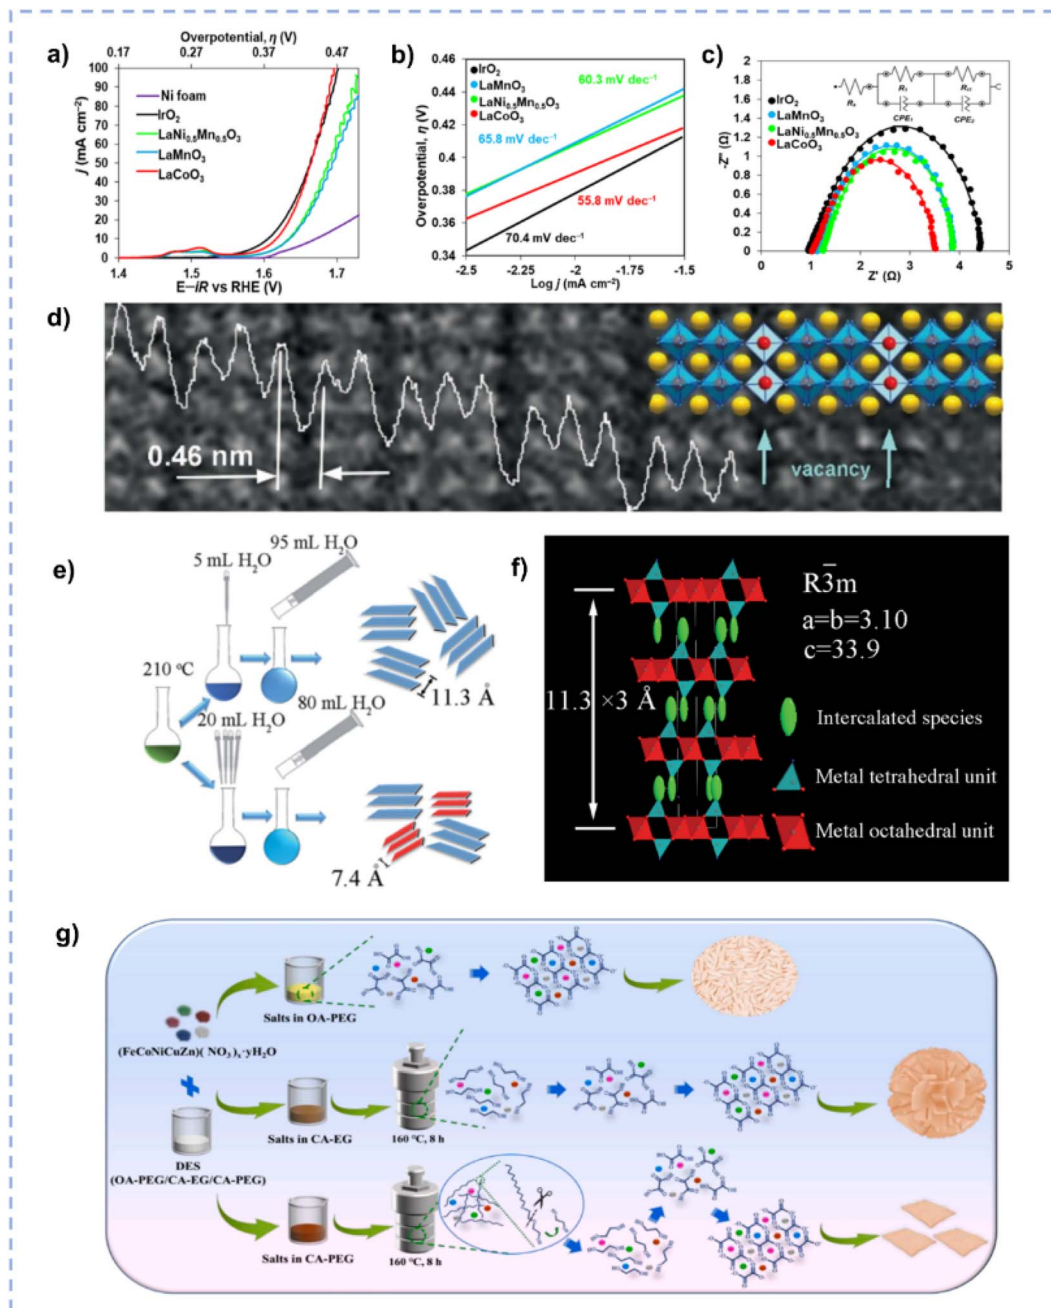 a)
Overpotential, η (V)
0.17 0.27 0.37 0.47
100
90
80
70
60
50
40
30
20
10
0
j (mA cm⁻²)
Ni foam
IrO₂
LaNi₀.₅Mn₀.₅O₃
LaMnO₃
LaCoO₃
1.4 1.5 1.6 1.7
E–iR vs RHE (V)
b)
0.46
0.44
0.42
0.4
0.38
0.36
0.34
Overpotential, η (V)
IrO₂
LaMnO₃
LaNi₀.₅Mn₀.₅O₃
LaCoO₃
60.3 mV dec⁻¹
65.8 mV dec⁻¹
55.8 mV dec⁻¹
70.4 mV dec⁻¹
-2.5 -2.25 -2 -1.75 -1.5
Log j (mA cm⁻²)
c)
-2
-1.8
-1.6
-1.4
-1.2
-1
-0.8
-0.6
-0.4
-0.2
0
-Z" (Ω)
IrO₂
LaMnO₃
LaNi₀.₅Mn₀.₅O₃
LaCoO₃
CPE₁ CPE₂
0 1 2 3 4 5
Z' (Ω)
d)
0.46 nm
vacancy
e)
5 mL H₂O
95 mL H₂O
210 °C
11.3 Å
20 mL H₂O
80 mL H₂O
7.4 Å
f)
R3̅m
a=b=3.10
c=33.9
11.3 ×3 Å
Intercalated species
Metal tetrahedral unit
Metal octahedral unit
g)
Salts in OA-PEG
(FeCoNiCuZn)( NO₃)ₓ·yH₂O
Salts in CA-EG
160 °C, 8 h
DES
(OA-PEG/CA-EG/CA-PEG)
Salts in CA-PEG
160 °C, 8 h